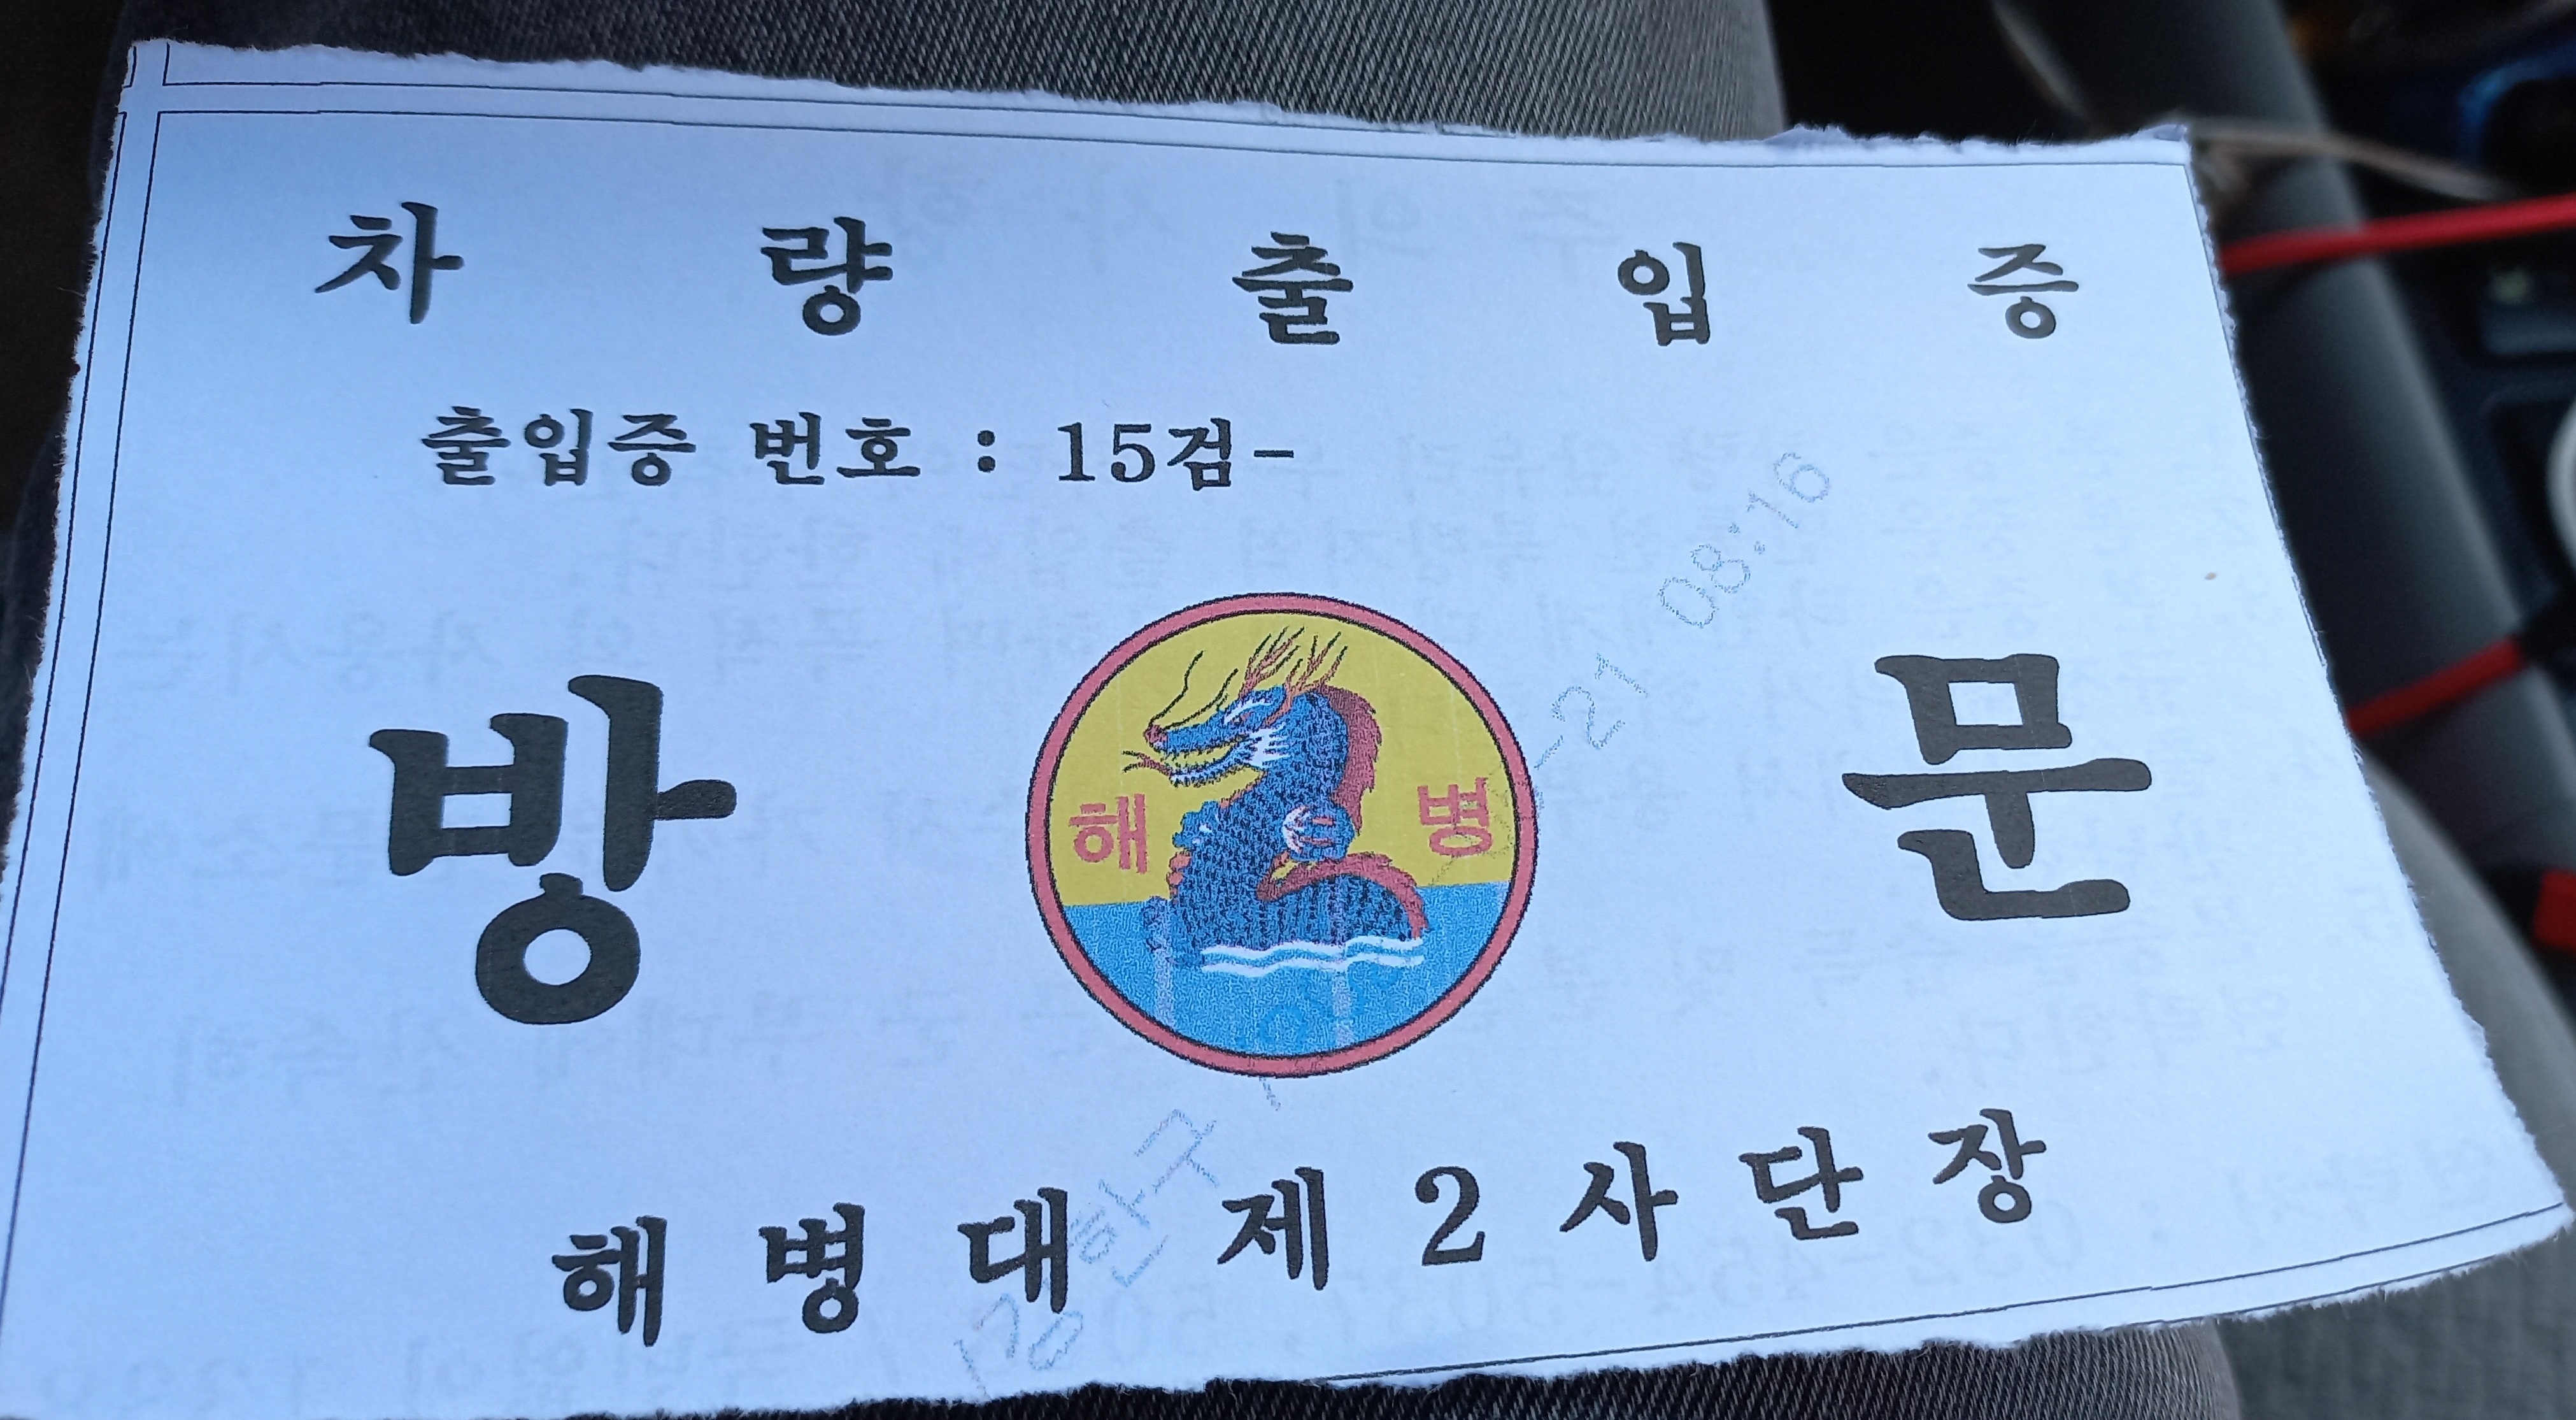 차 량 출 입 증
출입증 번호 : 15검-
방 문
해 병
-21 08:16
해 병 대 제 2 사 단 장